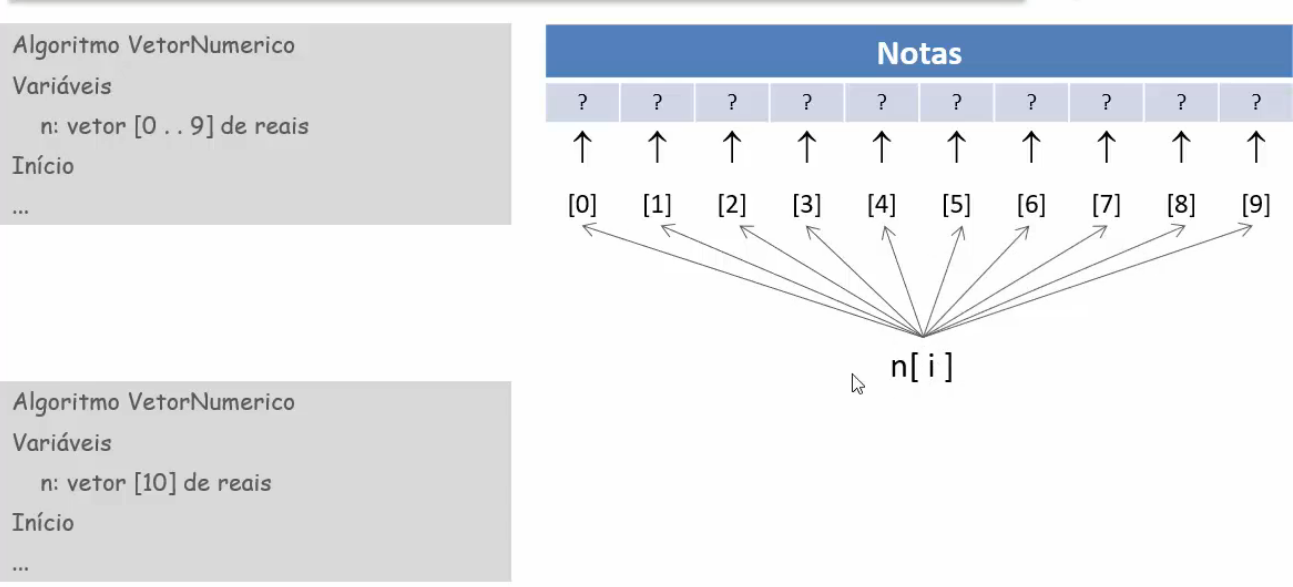 Algoritmo VetorNumerico
Variáveis
n: vetor [0 . . 9] de reais
Início
...
Notas
? ? ? ? ? ? ? ? ? ?
[0] [1] [2] [3] [4] [5] [6] [7] [8] [9]
n[ i ]
Algoritmo VetorNumerico
Variáveis
n: vetor [10] de reais
Início
...